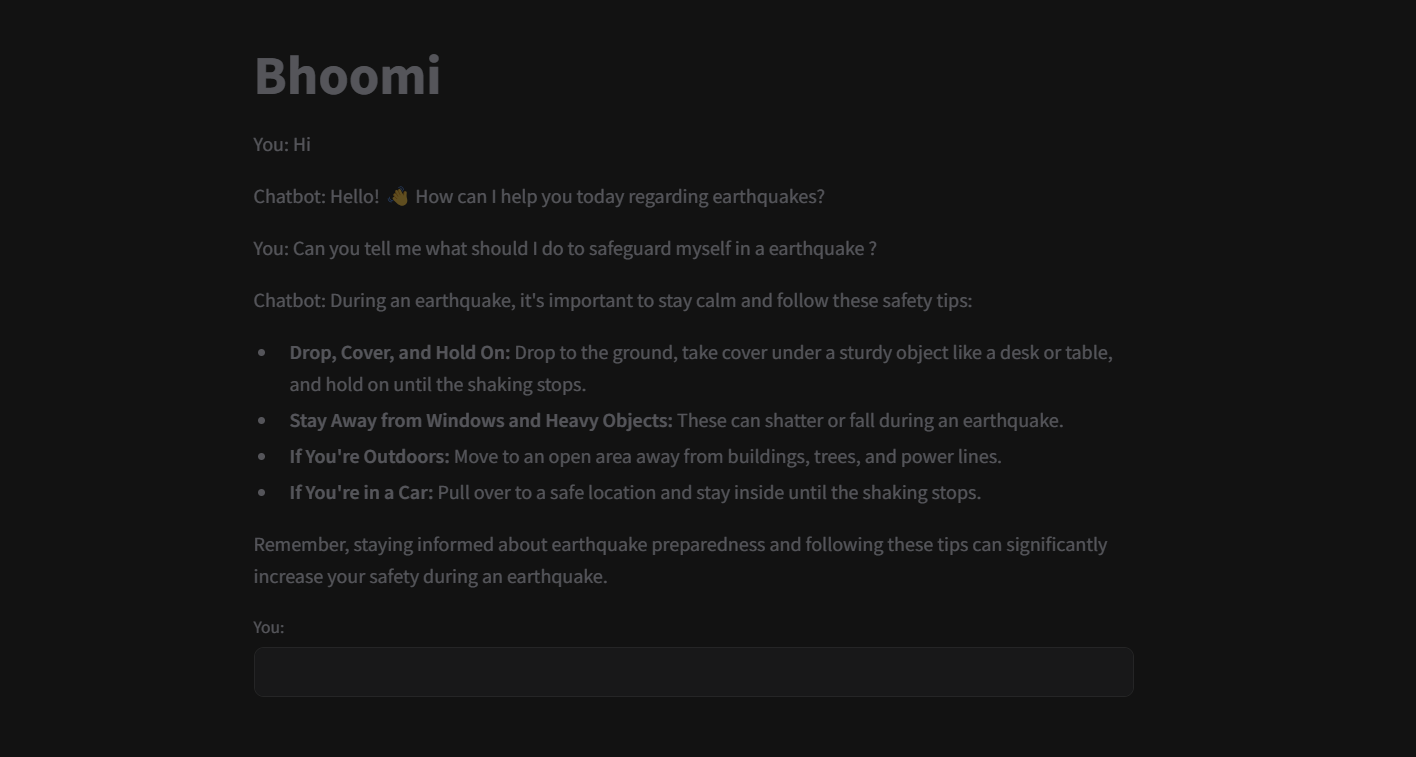 Bhoomi
You: Hi
Chatbot: Hello! 👋 How can I help you today regarding earthquakes?
You: Can you tell me what should I do to safeguard myself in a earthquake ?
Chatbot: During an earthquake, it's important to stay calm and follow these safety tips:
• Drop, Cover, and Hold On: Drop to the ground, take cover under a sturdy object like a desk or table,
and hold on until the shaking stops.
• Stay Away from Windows and Heavy Objects: These can shatter or fall during an earthquake.
• If You're Outdoors: Move to an open area away from buildings, trees, and power lines.
• If You're in a Car: Pull over to a safe location and stay inside until the shaking stops.
Remember, staying informed about earthquake preparedness and following these tips can significantly
increase your safety during an earthquake.
You: